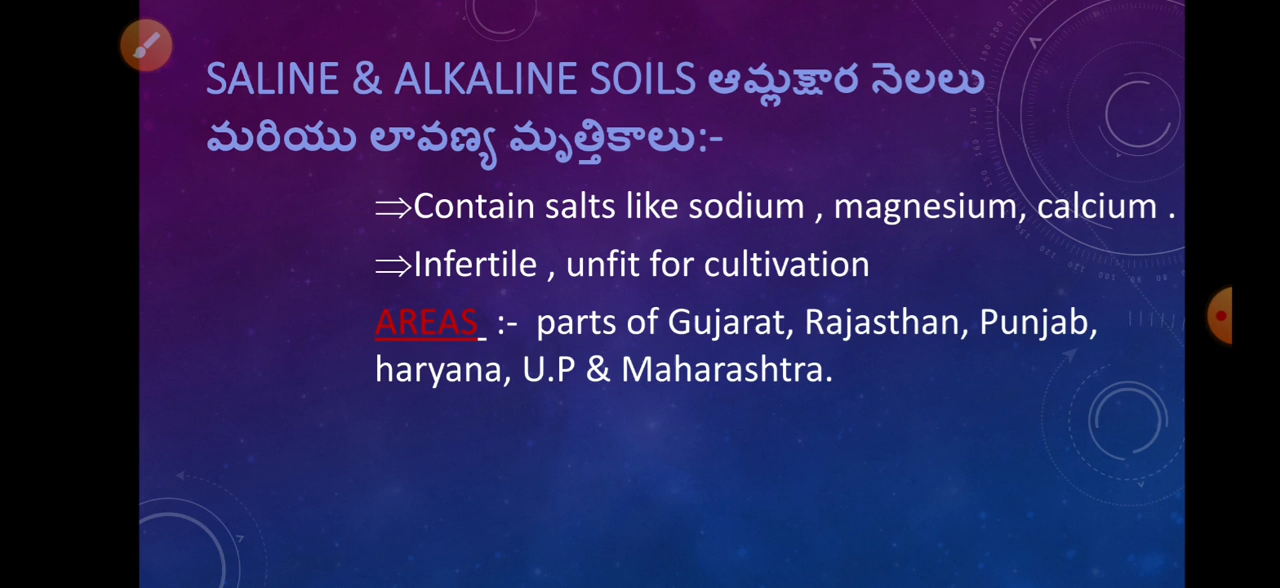 SALINE & ALKALINE SOILS ఆమ్లక్షార నెలలు
మరియు లావణ్య మృత్తికాలు:-
⇒Contain salts like sodium , magnesium, calcium .
⇒Infertile , unfit for cultivation
AREAS :- parts of Gujarat, Rajasthan, Punjab,
haryana, U.P & Maharashtra.